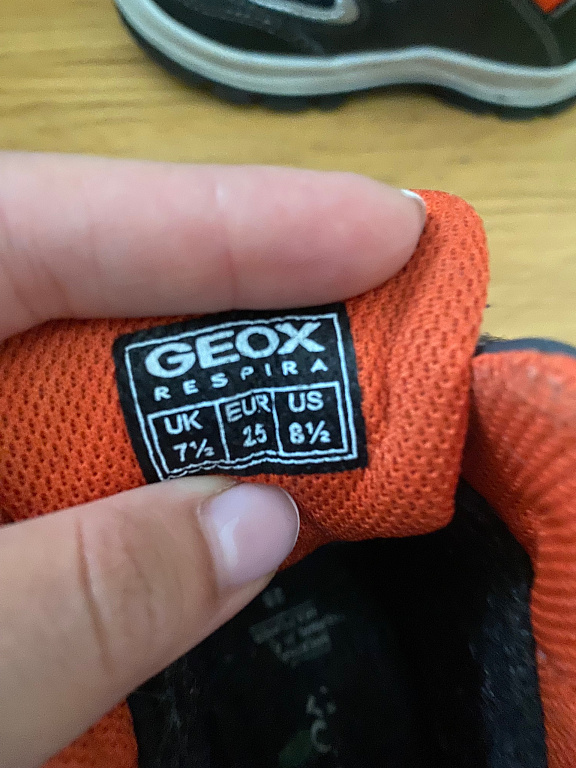 GEOX
RESPIRA
UK EUR US
7½ 25 8½